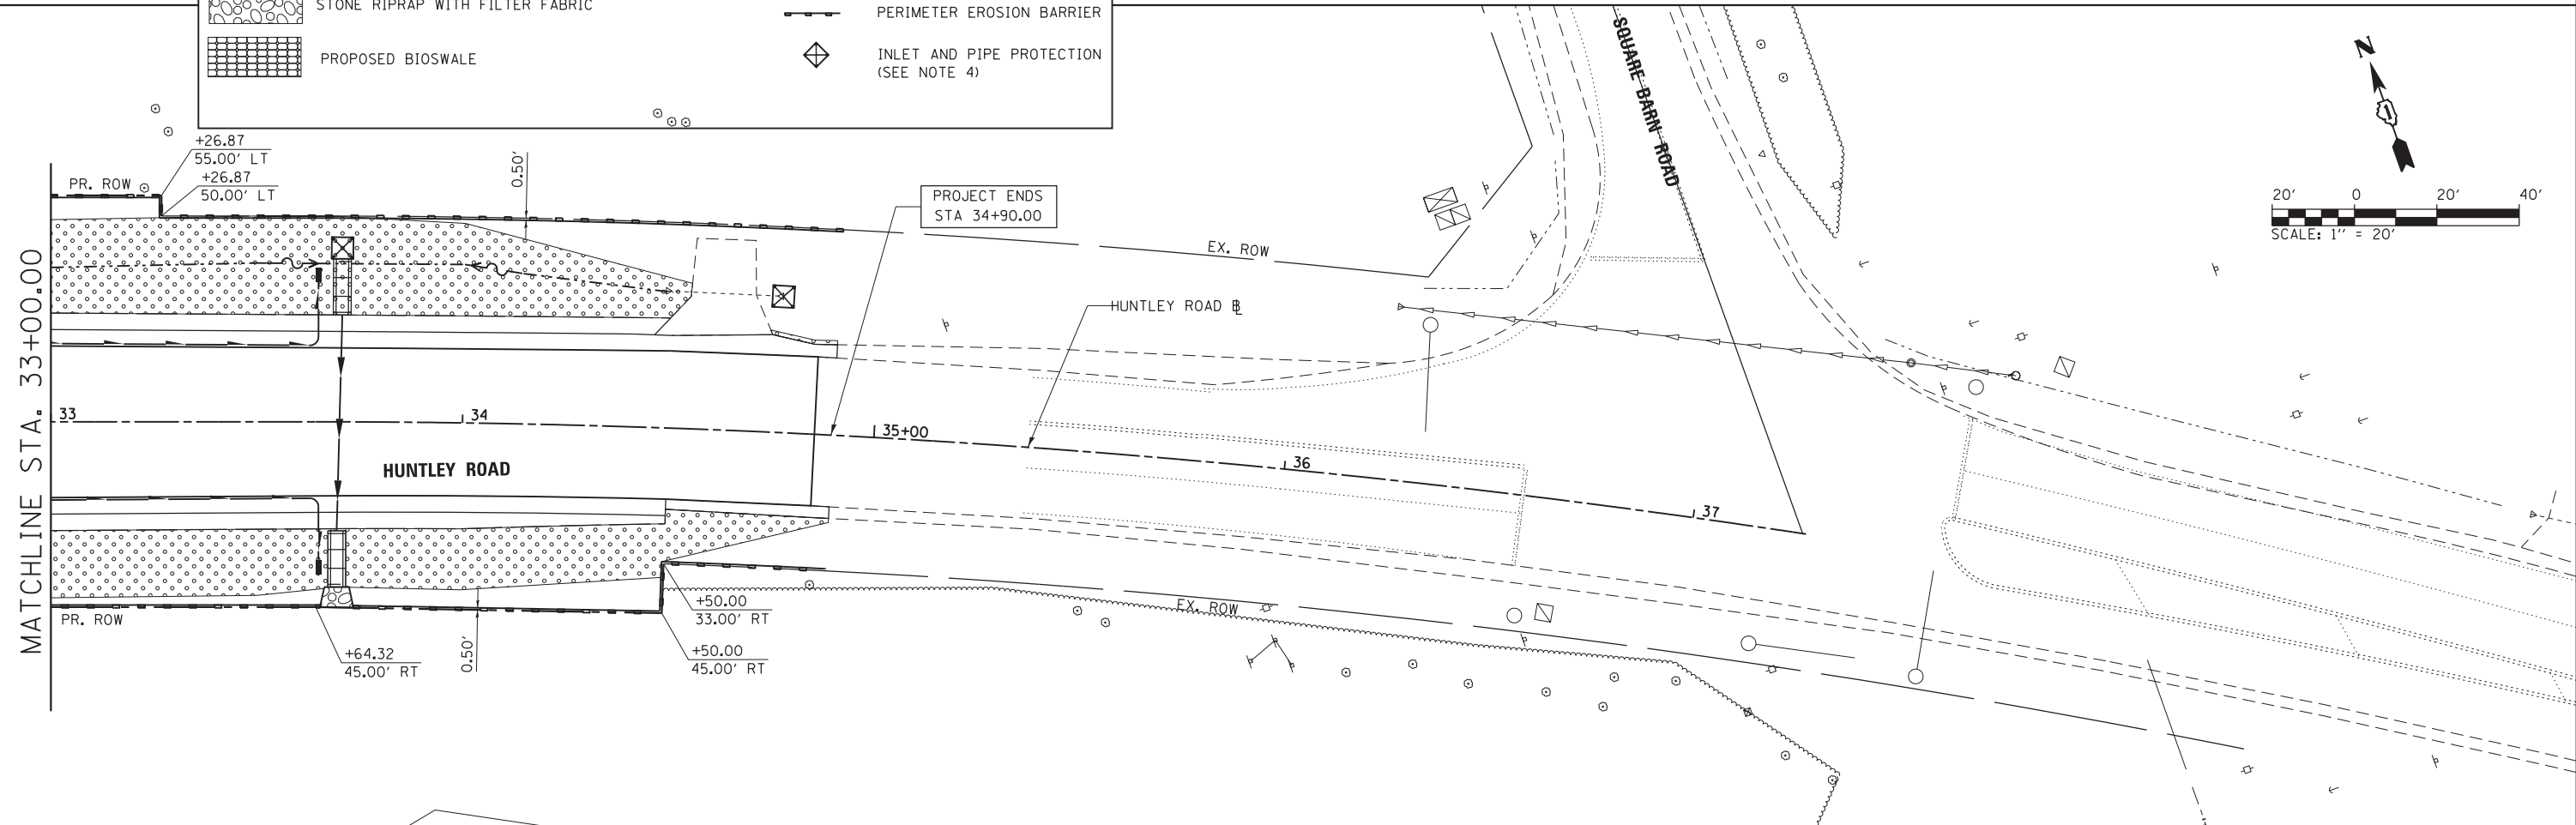 STONE RIPRAP WITH FILTER FABRIC
PERIMETER EROSION BARRIER
PROPOSED BIOSWALE
INLET AND PIPE PROTECTION
(SEE NOTE 4)
SQUARE BARN ROAD
N
20' 0 20' 40'
SCALE: 1" = 20'
+26.87
55.00' LT
+26.87
50.00' LT
PR. ROW
0.50'
PROJECT ENDS
STA 34+90.00
EX. ROW
HUNTLEY ROAD BL
MATCHLINE STA. 33+00.00
33
34
35+00
36
37
HUNTLEY ROAD
PR. ROW
+64.32
45.00' RT
0.50'
+50.00
33.00' RT
+50.00
45.00' RT
EX. ROW